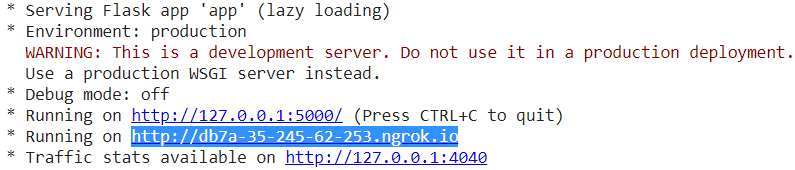 * Serving Flask app 'app' (lazy loading)
* Environment: production
WARNING: This is a development server. Do not use it in a production deployment.
Use a production WSGI server instead.
* Debug mode: off
* Running on http://127.0.0.1:5000/ (Press CTRL+C to quit)
* Running on http://db7a-35-245-62-253.ngrok.io
* Traffic stats available on http://127.0.0.1:4040